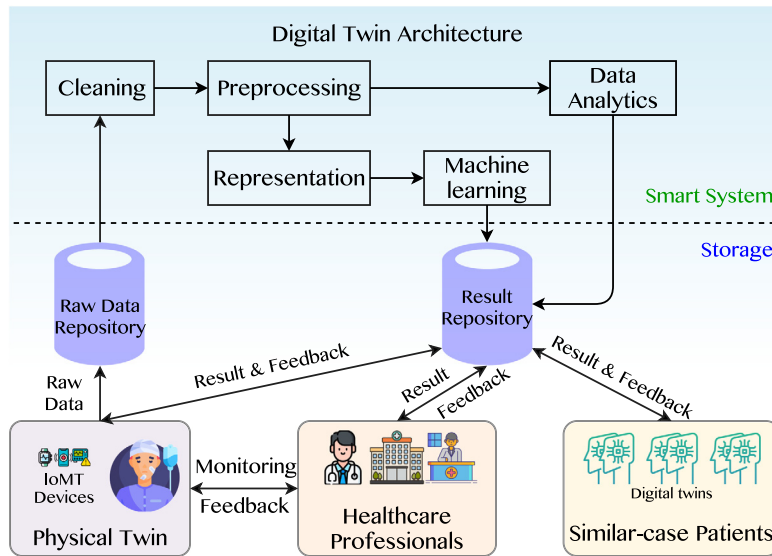 Digital Twin Architecture
Cleaning
Preprocessing
Data
Analytics
Representation
Machine
learning
Smart System
Storage
Raw Data
Repository
Result
Repository
Raw
Data
Result & Feedback
Result
Feedback
Result & Feedback
IoMT
Devices
Physical Twin
Monitoring
Feedback
Healthcare
Professionals
Digital twins
Similar-case Patients